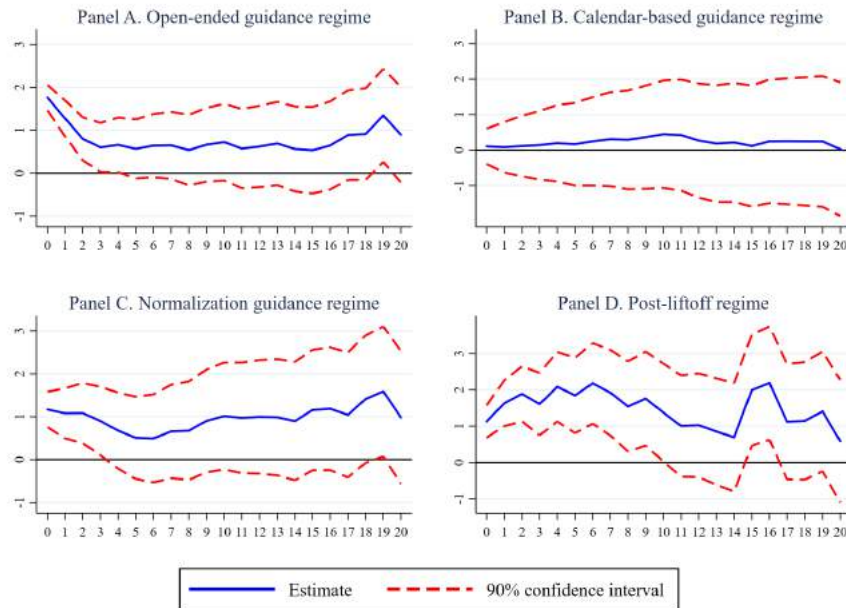 Panel A. Open-ended guidance regime
3
2
1
0
-1
0 1 2 3 4 5 6 7 8 9 10 11 12 13 14 15 16 17 18 19 20
Panel B. Calendar-based guidance regime
3
2
1
0
-1
0 1 2 3 4 5 6 7 8 9 10 11 12 13 14 15 16 17 18 19 20
Panel C. Normalization guidance regime
3
2
1
0
-1
0 1 2 3 4 5 6 7 8 9 10 11 12 13 14 15 16 17 18 19 20
Panel D. Post-liftoff regime
3
2
1
0
-1
0 1 2 3 4 5 6 7 8 9 10 11 12 13 14 15 16 17 18 19 20
Estimate 90% confidence interval